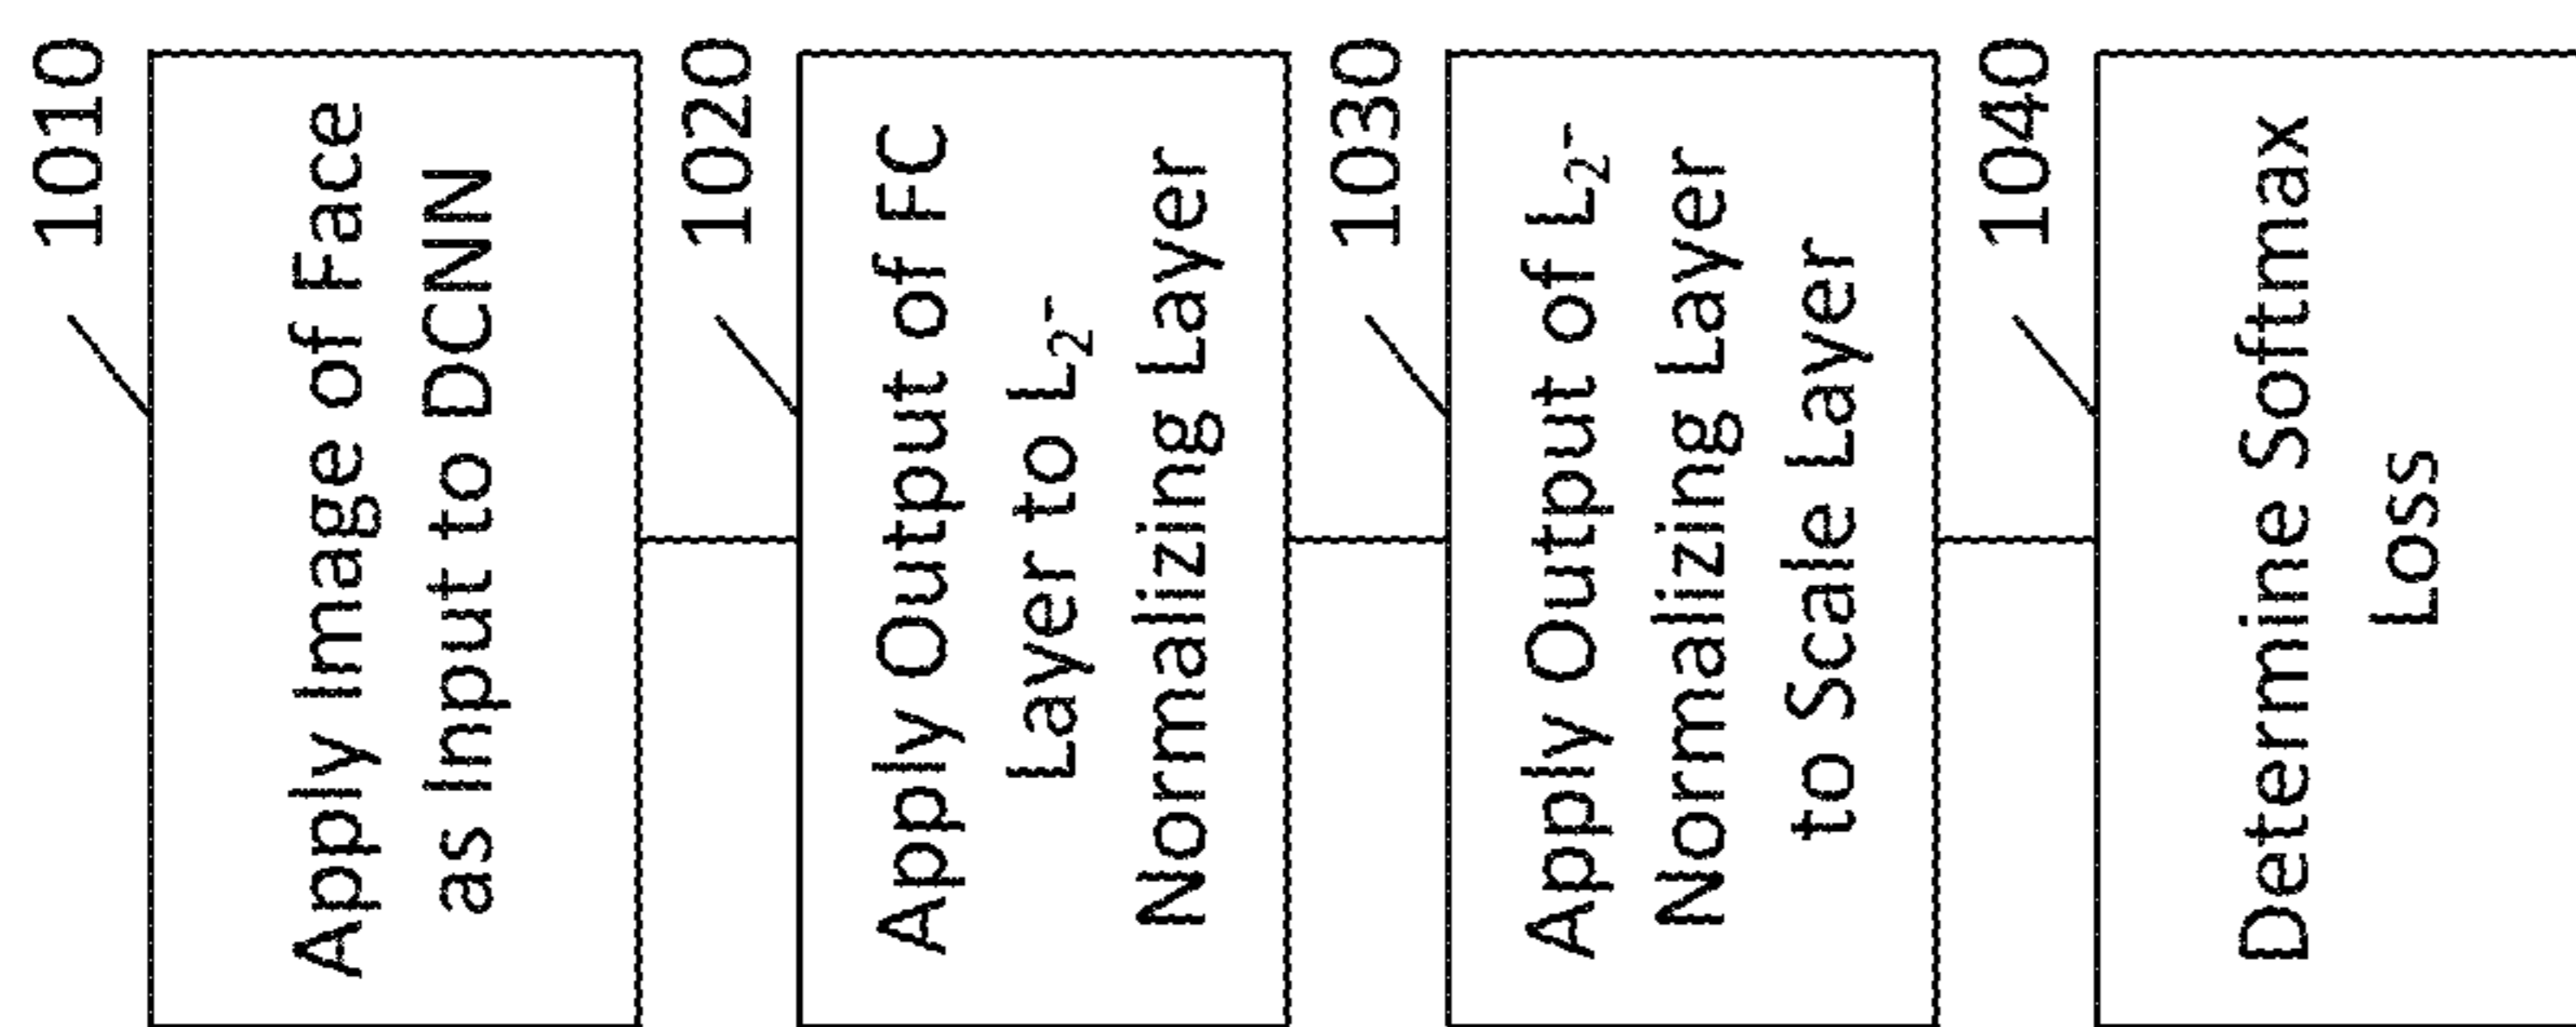 1010
Apply Image of Face
as Input to DCNN
1020
Apply Output of FC
Layer to L₂-
Normalizing Layer
1030
Apply Output of L₂-
Normalizing Layer
to Scale Layer
1040
Determine Softmax
Loss